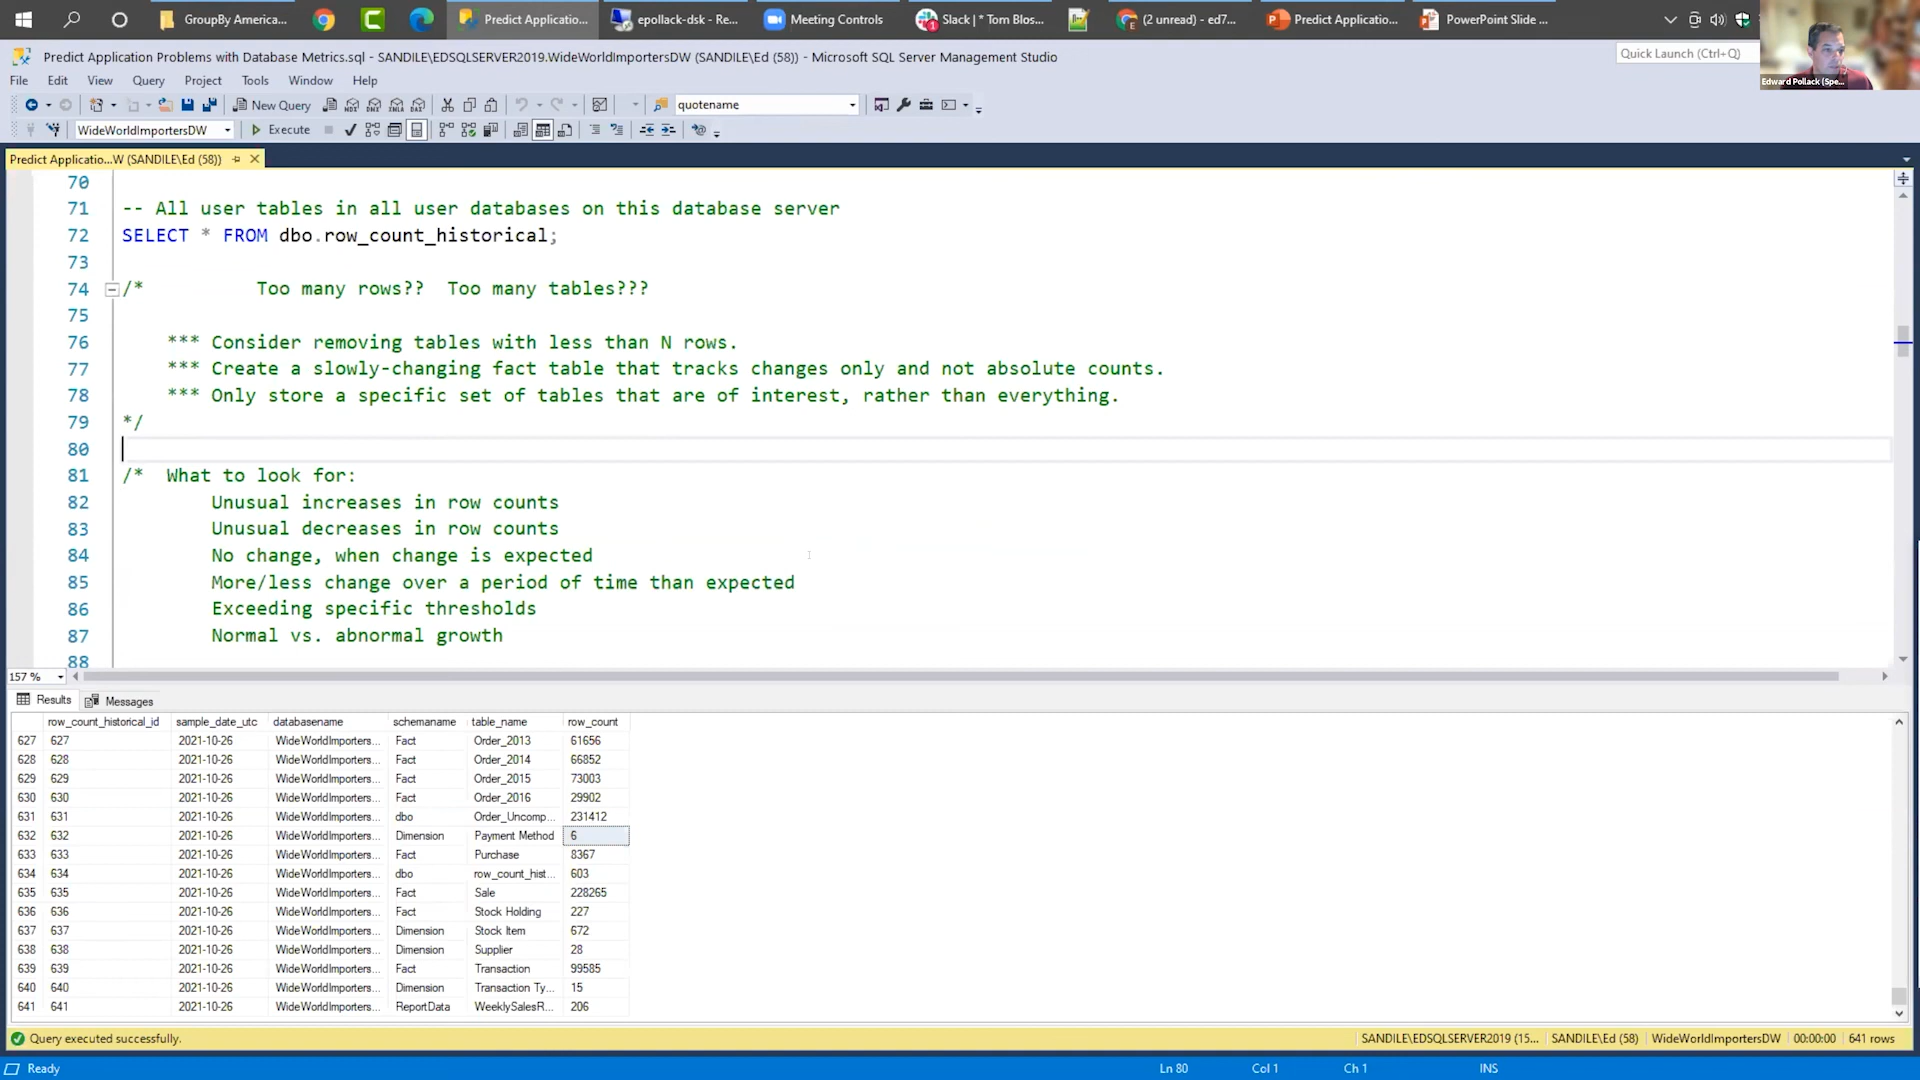 GroupBy America...
Predict Applicatio...
epollack-dsk - Re...
Meeting Controls
Slack | * Tom Blos...
(2 unread) - ed7...
Predict Applicatio...
PowerPoint Slide ...
Predict Application Problems with Database Metrics.sql - SANDILE\EDSQLSERVER2019.WideWorldImportersDW (SANDILE\Ed (58)) - Microsoft SQL Server Management Studio
Quick Launch (Ctrl+Q)
Edward Pollack (Spe...
File Edit View Query Project Tools Window Help
New Query
quotename
WideWorldImportersDW
Execute
Predict Applicatio...W (SANDILE\Ed (58))
70
71 -- All user tables in all user databases on this database server
72 SELECT * FROM dbo.row_count_historical;
73
74 /* Too many rows?? Too many tables???
75
76 *** Consider removing tables with less than N rows.
77 *** Create a slowly-changing fact table that tracks changes only and not absolute counts.
78 *** Only store a specific set of tables that are of interest, rather than everything.
79 */
80
81 /* What to look for:
82 Unusual increases in row counts
83 Unusual decreases in row counts
84 No change, when change is expected
85 More/less change over a period of time than expected
86 Exceeding specific thresholds
87 Normal vs. abnormal growth
88
157 %
Results Messages
row_count_historical_id sample_date_utc databasename schemaname table_name row_count
627 627 2021-10-26 WideWorldImporters... Fact Order_2013 61656
628 628 2021-10-26 WideWorldImporters... Fact Order_2014 66852
629 629 2021-10-26 WideWorldImporters... Fact Order_2015 73003
630 630 2021-10-26 WideWorldImporters... Fact Order_2016 29902
631 631 2021-10-26 WideWorldImporters... dbo Order_Uncomp... 231412
632 632 2021-10-26 WideWorldImporters... Dimension Payment Method 6
633 633 2021-10-26 WideWorldImporters... Fact Purchase 8367
634 634 2021-10-26 WideWorldImporters... dbo row_count_hist... 603
635 635 2021-10-26 WideWorldImporters... Fact Sale 228265
636 636 2021-10-26 WideWorldImporters... Fact Stock Holding 227
637 637 2021-10-26 WideWorldImporters... Dimension Stock Item 672
638 638 2021-10-26 WideWorldImporters... Dimension Supplier 28
639 639 2021-10-26 WideWorldImporters... Fact Transaction 99585
640 640 2021-10-26 WideWorldImporters... Dimension Transaction Ty... 15
641 641 2021-10-26 WideWorldImporters... ReportData WeeklySalesR... 206
Query executed successfully.
SANDILE\EDSQLSERVER2019 (15... SANDILE\Ed (58) WideWorldImportersDW 00:00:00 641 rows
Ready
Ln 80 Col 1 Ch 1 INS